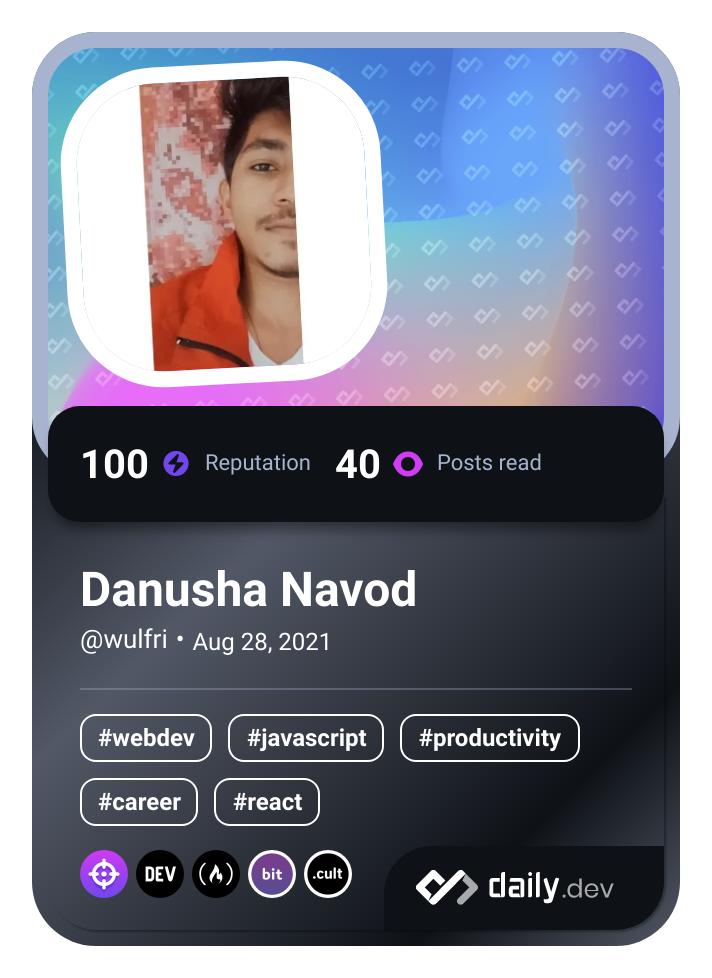 100 Reputation 40 Posts read
Danusha Navod
@wulfri • Aug 28, 2021
#webdev #javascript #productivity
#career #react
DEV bit .cult
daily.dev